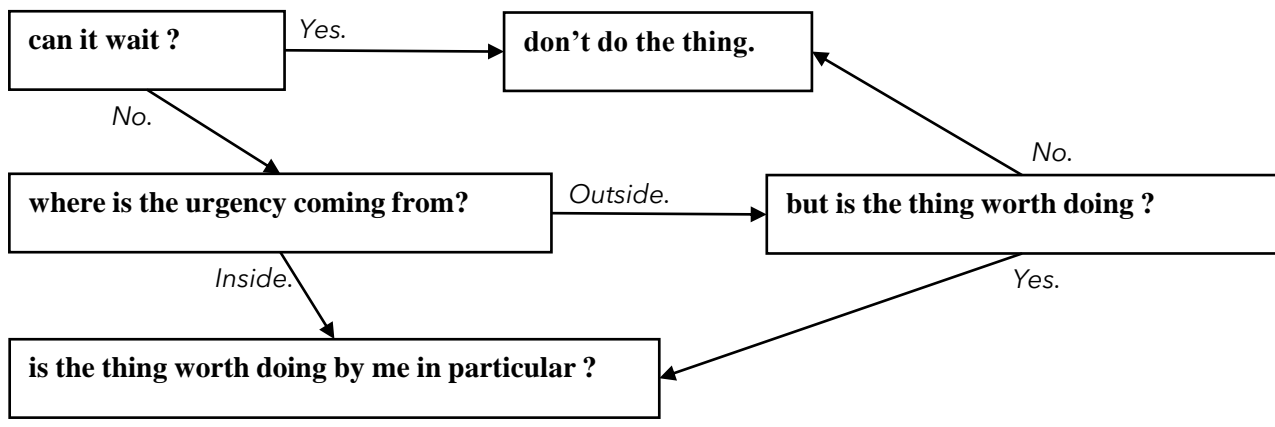 can it wait ?
Yes.
don’t do the thing.
No.
No.
where is the urgency coming from?
Outside.
but is the thing worth doing ?
Inside.
Yes.
is the thing worth doing by me in particular ?